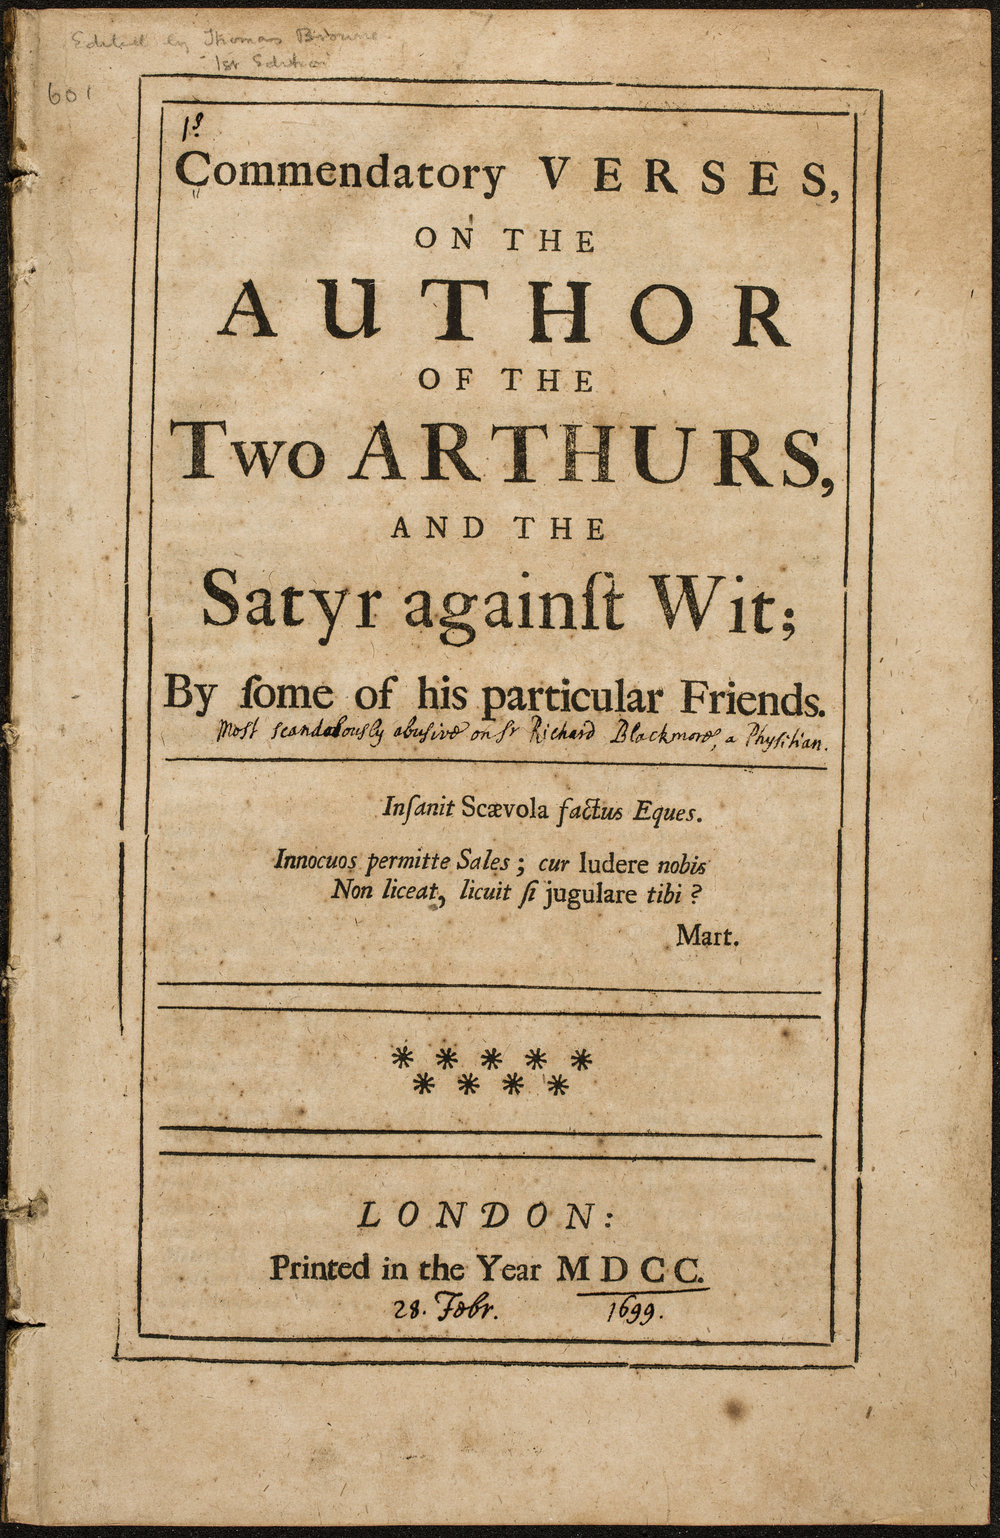 Edited by Thomas Browne.
1st Edition
601
1s
Commendatory VERSES,
ON THE
AUTHOR
OF THE
Two ARTHURS,
AND THE
Satyr againſt Wit;
By ſome of his particular Friends.
Most scandalously abusive on Sr Richard Blackmore, a Physitian.
Inſanit Scævola factus Eques.
Innocuos permitte Sales; cur ludere nobis
Non liceat, licuit ſi jugulare tibi?
Mart.
* * * * *
* * * *
LONDON:
Printed in the Year MDCC.
28. Febr. 1699.